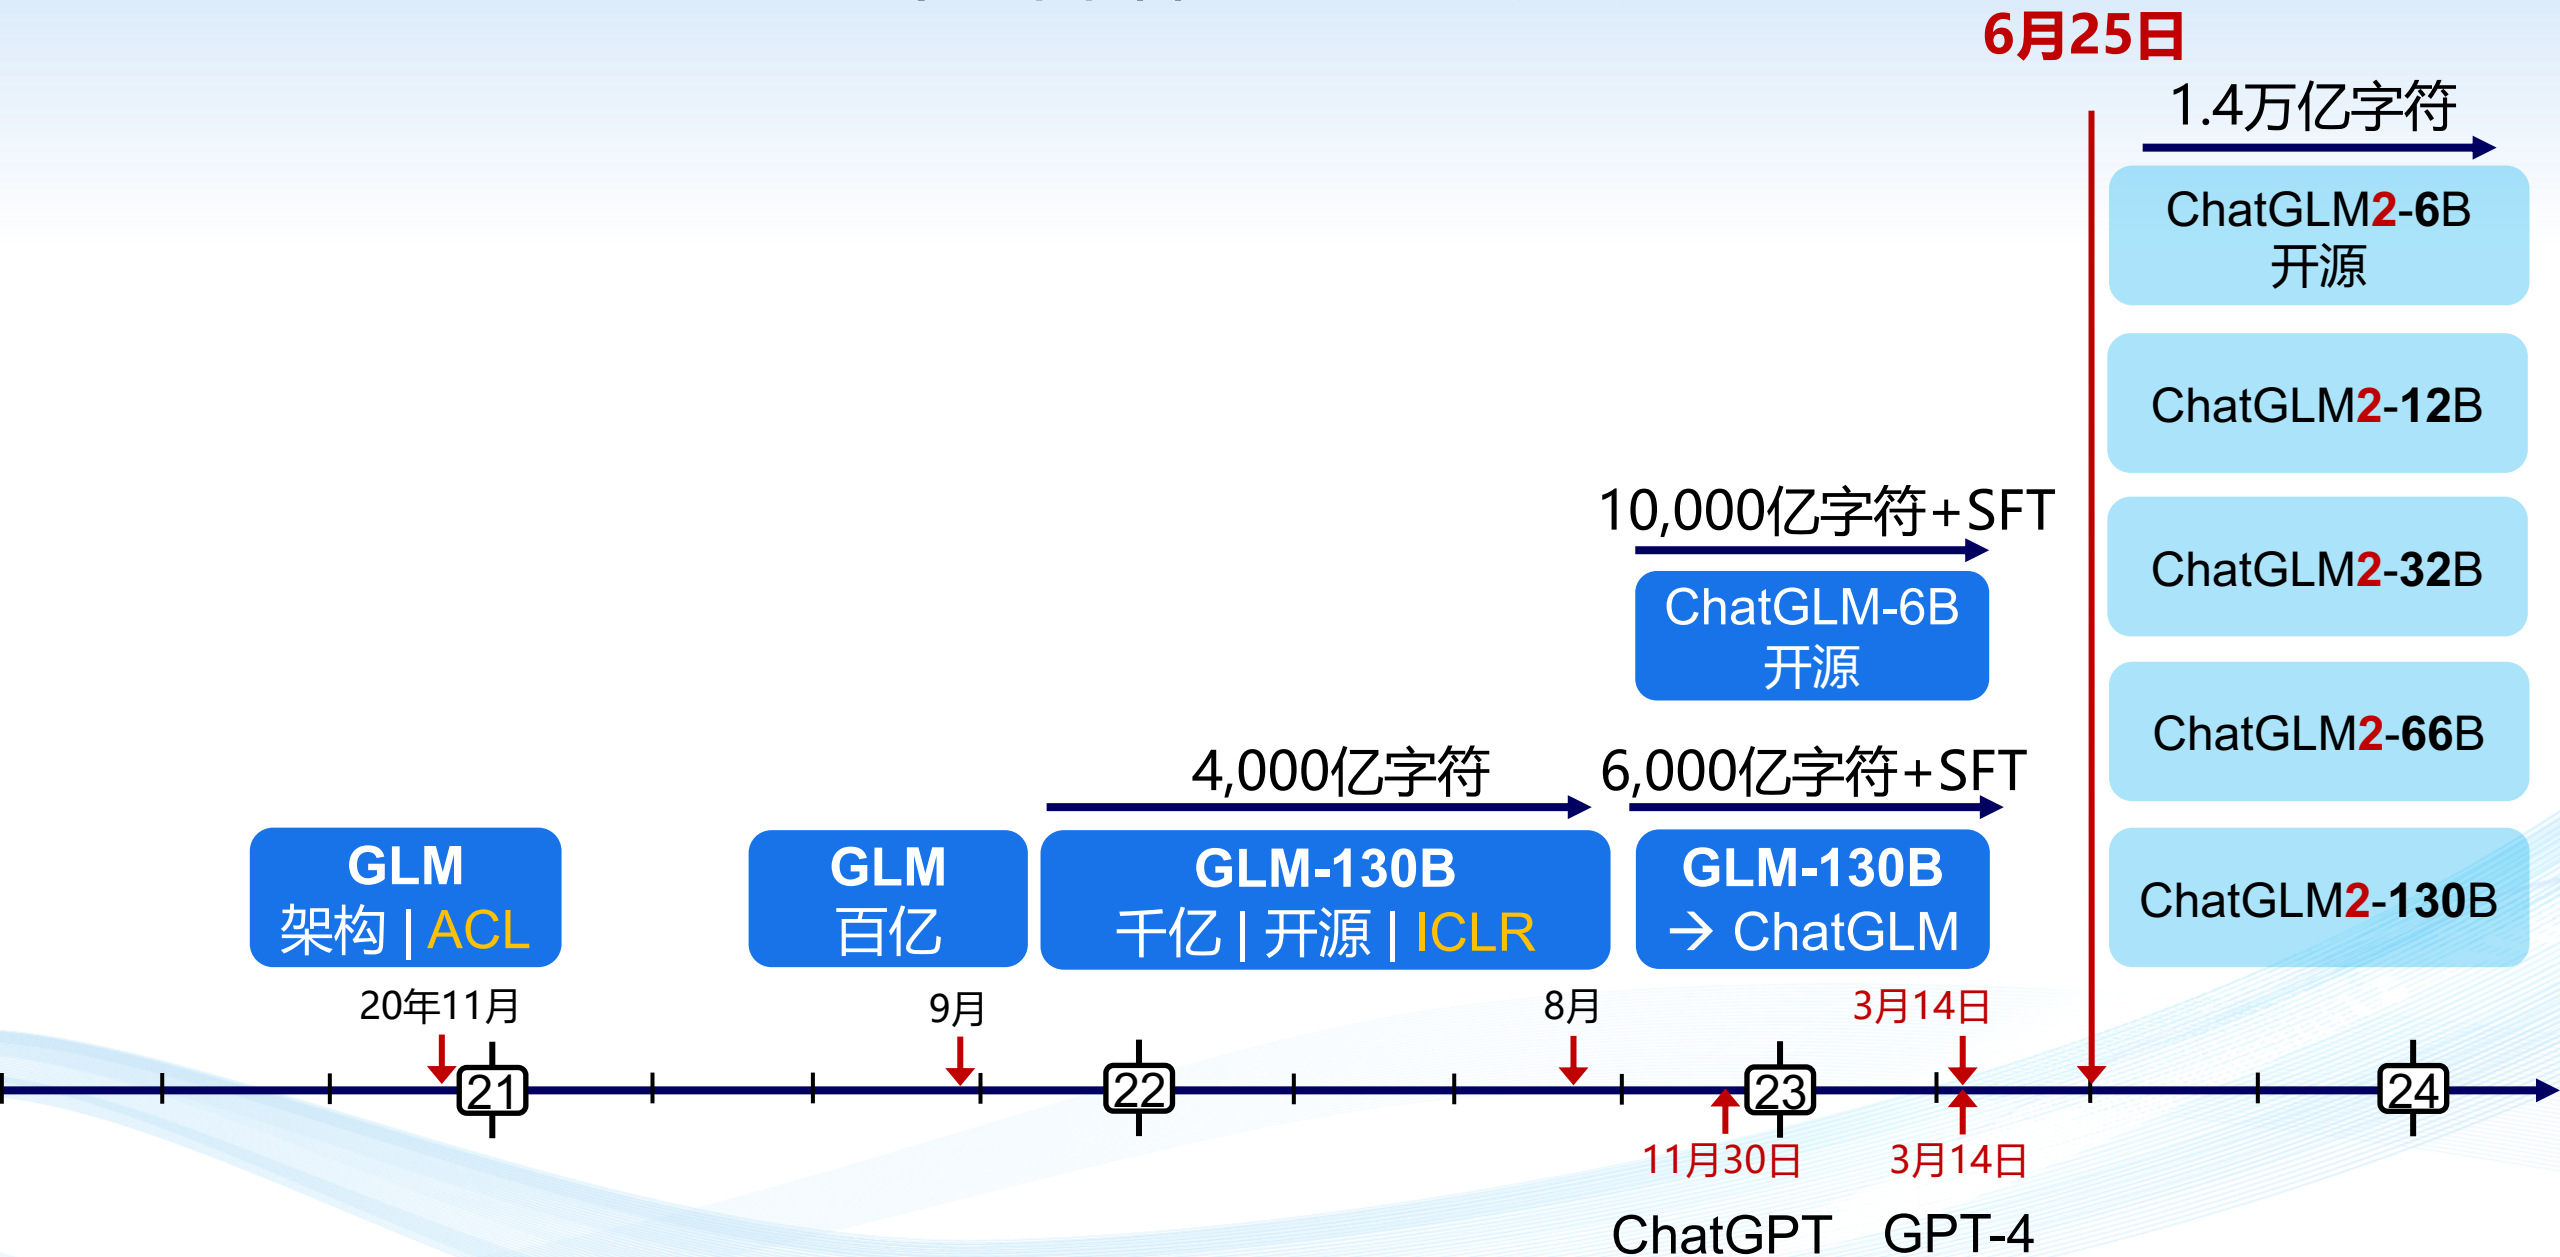 6月25日
1.4万亿字符
ChatGLM2-6B
开源
ChatGLM2-12B
10,000亿字符+SFT
ChatGLM-6B
开源
ChatGLM2-32B
ChatGLM2-66B
4,000亿字符
6,000亿字符+SFT
GLM
架构 | ACL
GLM
百亿
GLM-130B
千亿 | 开源 | ICLR
GLM-130B
→ ChatGLM
ChatGLM2-130B
20年11月
9月
8月
3月14日
21
22
23
24
11月30日
3月14日
ChatGPT
GPT-4